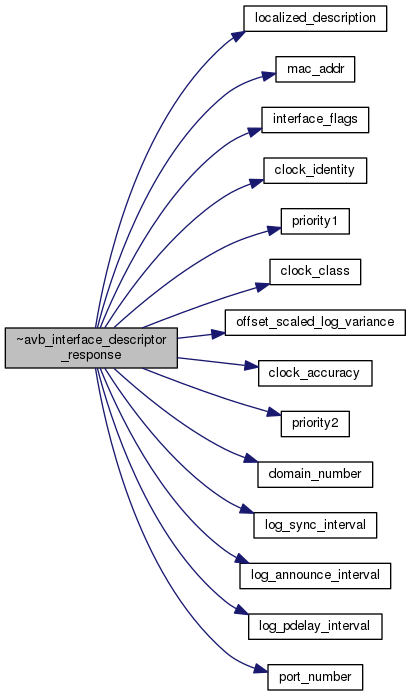 localized_description
mac_addr
interface_flags
clock_identity
priority1
clock_class
~avb_interface_descriptor
_response
offset_scaled_log_variance
clock_accuracy
priority2
domain_number
log_sync_interval
log_announce_interval
log_pdelay_interval
port_number